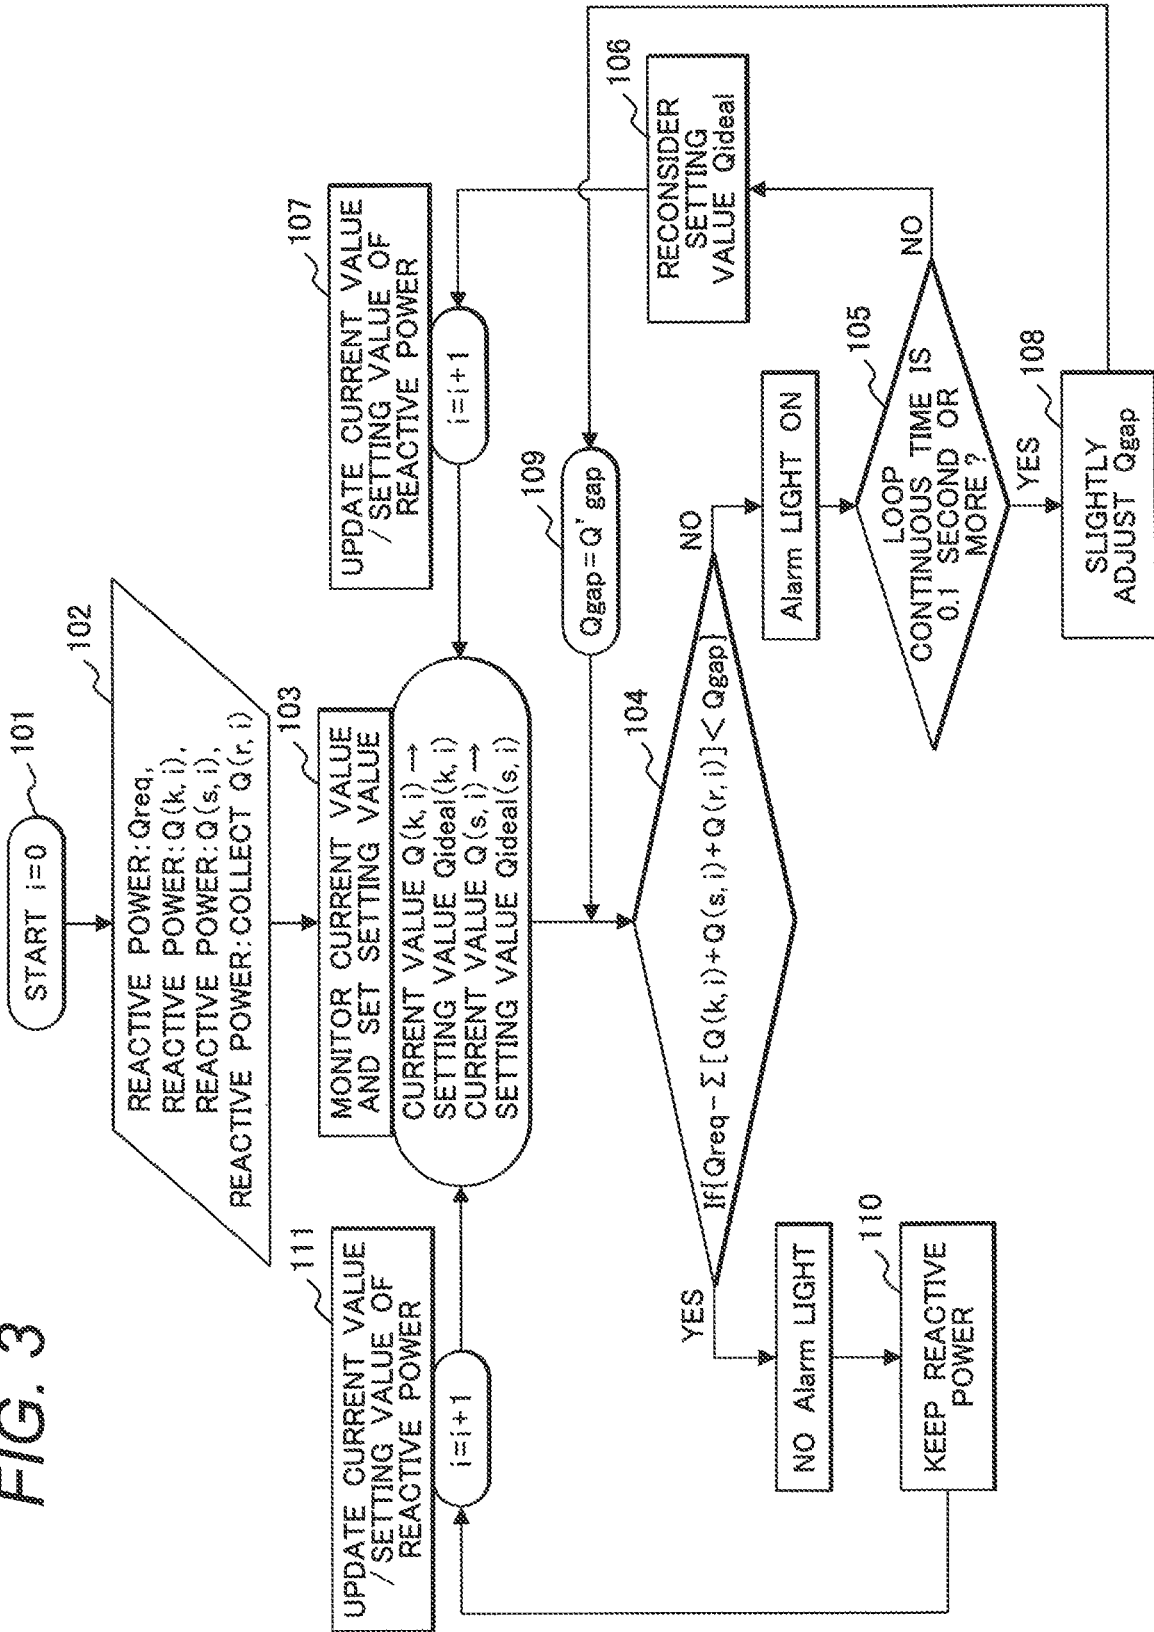 FIG. 3
START i=0
101
102
REACTIVE POWER:Qreq,
REACTIVE POWER:Q(k, i),
REACTIVE POWER:Q(s, i),
REACTIVE POWER:COLLECT Q(r, i)
103
MONITOR CURRENT VALUE
AND SET SETTING VALUE
CURRENT VALUE Q(k, i) →
SETTING VALUE Qideal(k, i)
CURRENT VALUE Q(s, i) →
SETTING VALUE Qideal(s, i)
111
UPDATE CURRENT VALUE
/ SETTING VALUE OF
REACTIVE POWER
i=i+1
107
UPDATE CURRENT VALUE
/ SETTING VALUE OF
REACTIVE POWER
i=i+1
109
Qgap=Q' gap
104
If{Qreq-Σ[Q(k, i)+Q(s, i)+Q(r, i)]<Qgap}
YES
NO
NO Alarm LIGHT
110
KEEP REACTIVE
POWER
Alarm LIGHT ON
105
LOOP
CONTINUOUS TIME IS
0.1 SECOND OR
MORE?
NO
YES
106
RECONSIDER
SETTING
VALUE Qideal
108
SLIGHTLY
ADJUST Qgap